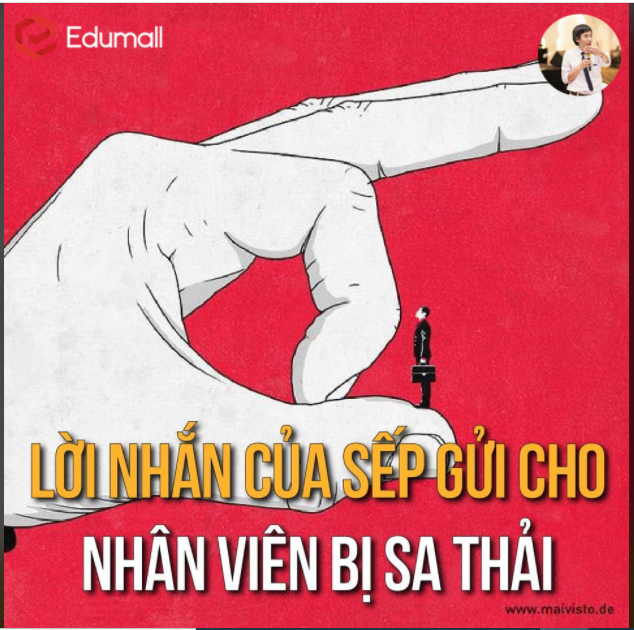 Edumall
LỜI NHẮN CỦA SẾP GỬI CHO
NHÂN VIÊN BỊ SA THẢI
www.maivisto.de